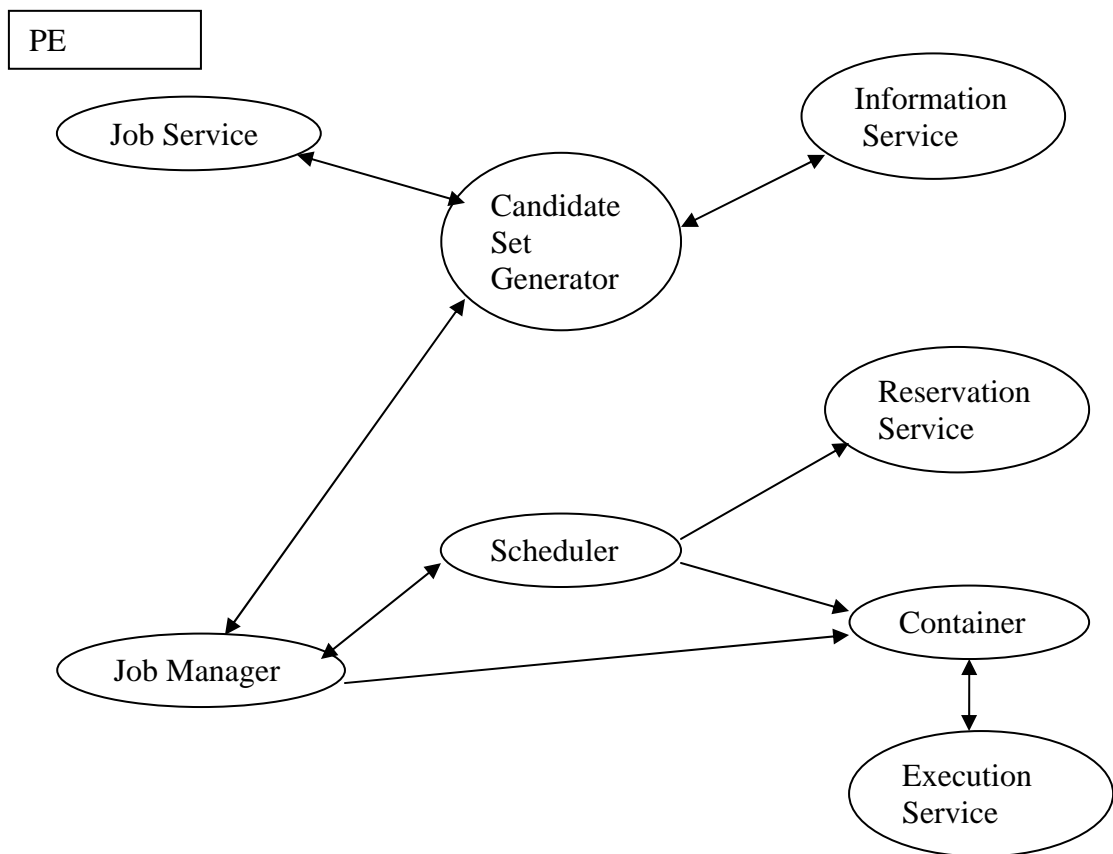 PE
Job Service
Information
Service
Candidate
Set
Generator
Reservation
Service
Scheduler
Container
Job Manager
Execution
Service